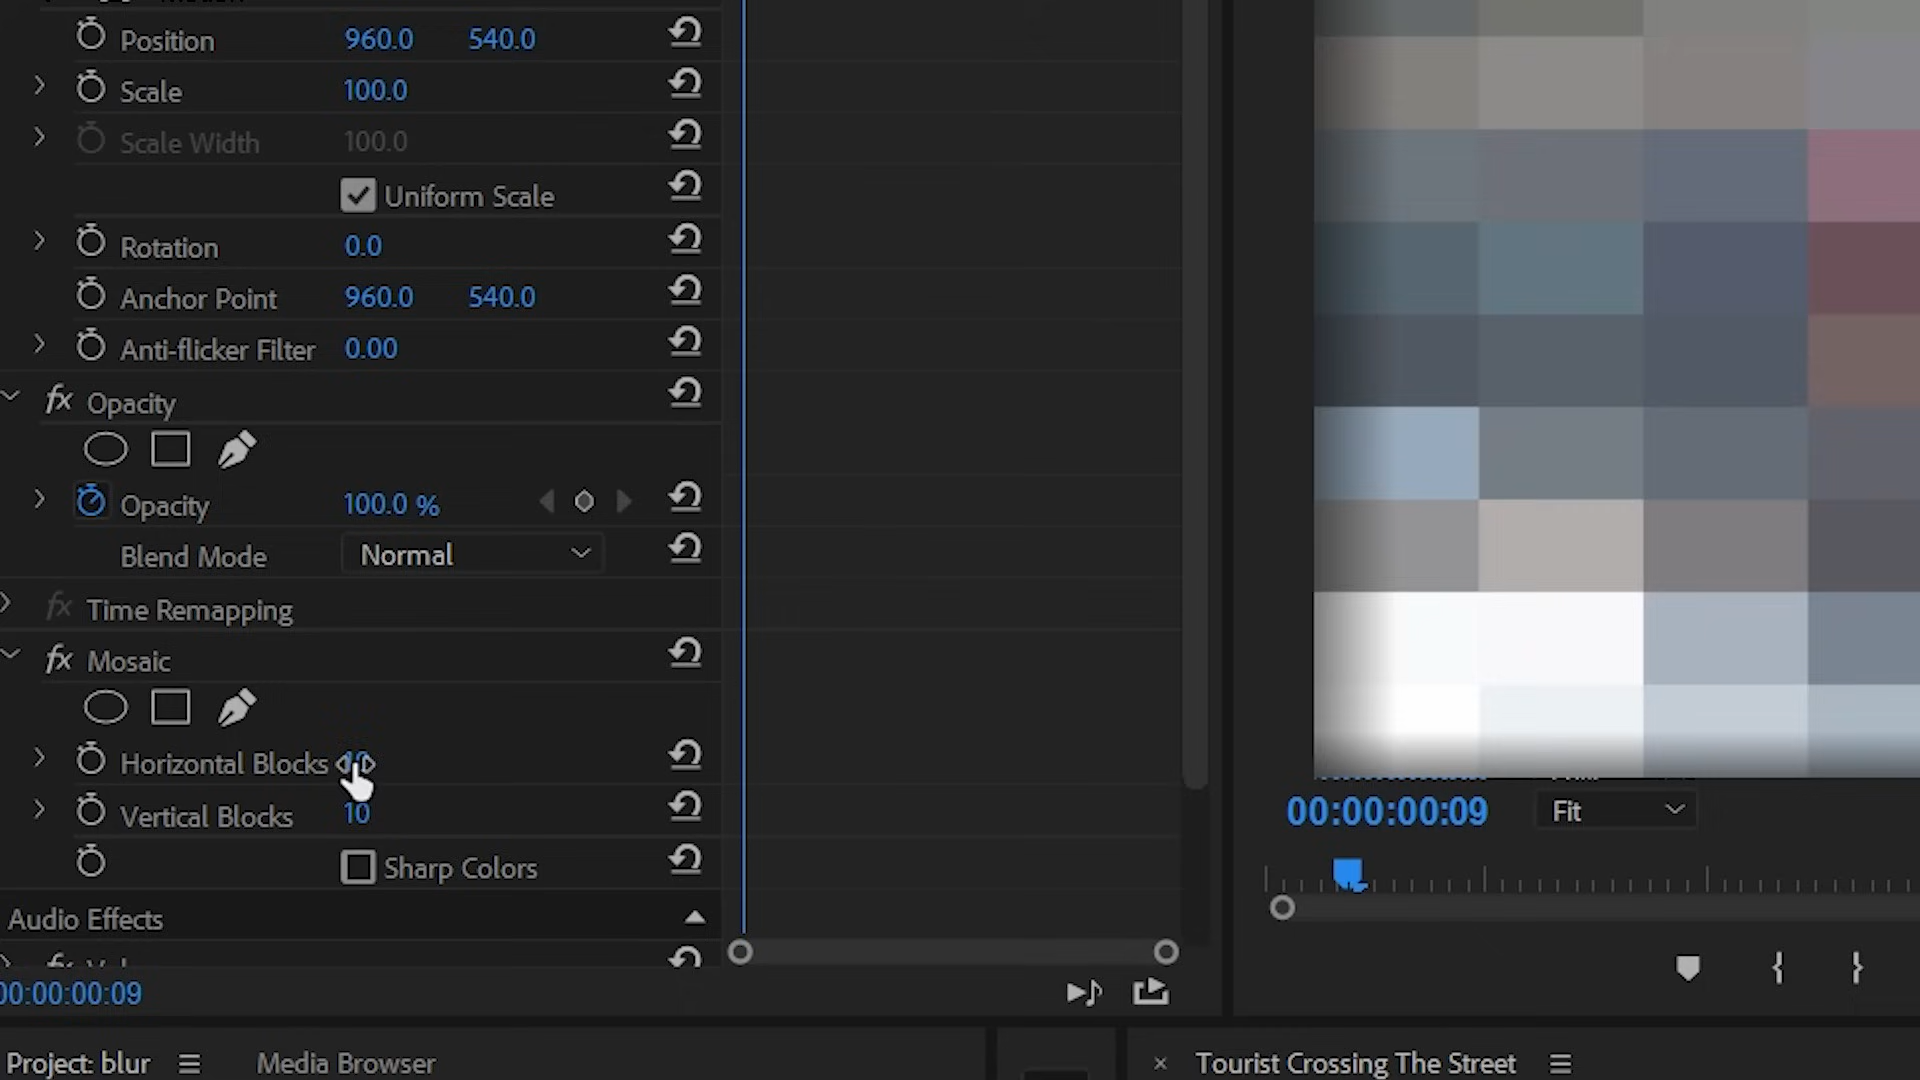 Position 960.0 540.0
Scale 100.0
Scale Width 100.0
Uniform Scale
Rotation 0.0
Anchor Point 960.0 540.0
Anti-flicker Filter 0.00
fx Opacity
Opacity 100.0 %
Blend Mode Normal
fx Time Remapping
fx Mosaic
Horizontal Blocks
Vertical Blocks 10
Sharp Colors
Audio Effects
00:00:00:09
00:00:00:09 Fit
Project: blur Media Browser
Tourist Crossing The Street